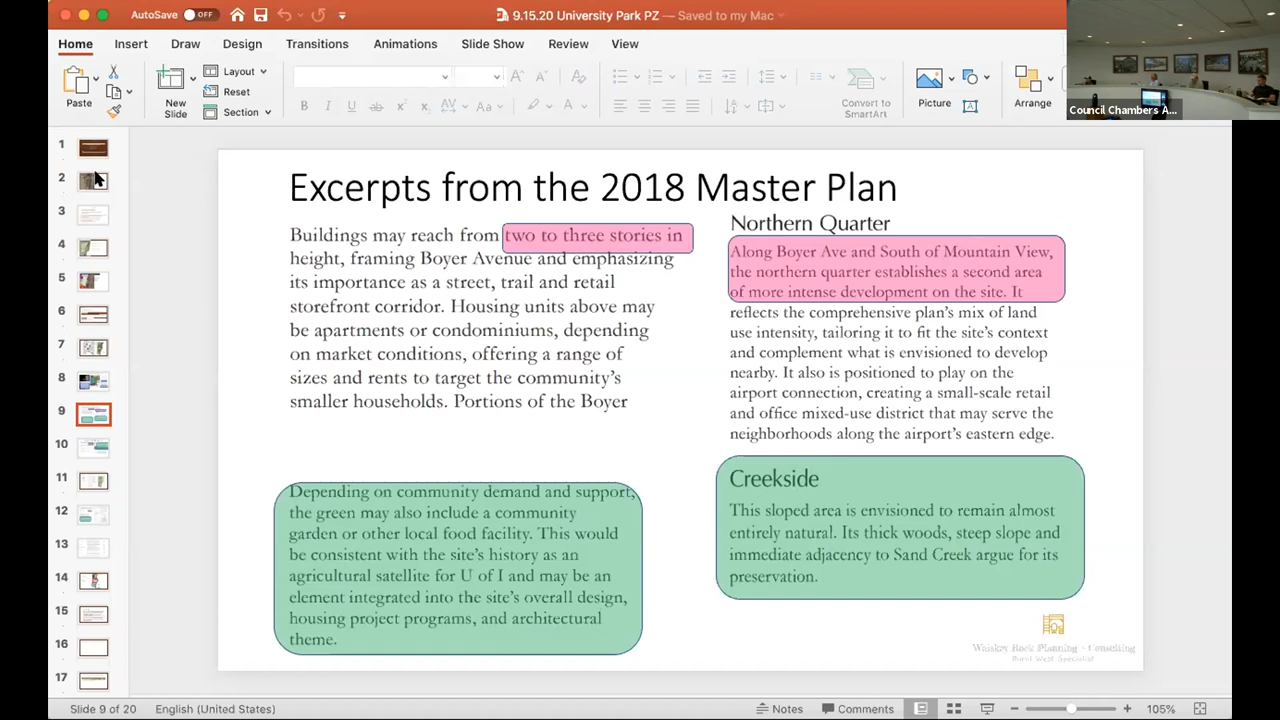 AutoSave OFF
9.15.20 University Park PZ — Saved to my Mac
Home Insert Draw Design Transitions Animations Slide Show Review View
Paste
New Slide
Layout
Reset
Section
B I U ab AV Aa A
Convert to SmartArt
Picture
Arrange
Council Chambers A...
1
2
3
4
5
6
7
8
9
10
11
12
13
14
15
16
17
Excerpts from the 2018 Master Plan
Buildings may reach from two to three stories in
height, framing Boyer Avenue and emphasizing
its importance as a street, trail and retail
storefront corridor. Housing units above may
be apartments or condominiums, depending
on market conditions, offering a range of
sizes and rents to target the community's
smaller households. Portions of the Boyer
Depending on community demand and support,
the green may also include a community
garden or other local food facility. This would
be consistent with the site's history as an
agricultural satellite for U of I and may be an
element integrated into the site's overall design,
housing project programs, and architectural
theme.
Northern Quarter
Along Boyer Ave and South of Mountain View,
the northern quarter establishes a second area
of more intense development on the site. It
reflects the comprehensive plan's mix of land
use intensity, tailoring it to fit the site's context
and complement what is envisioned to develop
nearby. It also is positioned to play on the
airport connection, creating a small-scale retail
and office mixed-use district that may serve the
neighborhoods along the airport's eastern edge.
Creekside
This sloped area is envisioned to remain almost
entirely natural. Its thick woods, steep slope and
immediate adjacency to Sand Creek argue for its
preservation.
Whiskey Rock Planning + Consulting
Rural West Specialist
Slide 9 of 20 English (United States) Notes Comments 105%